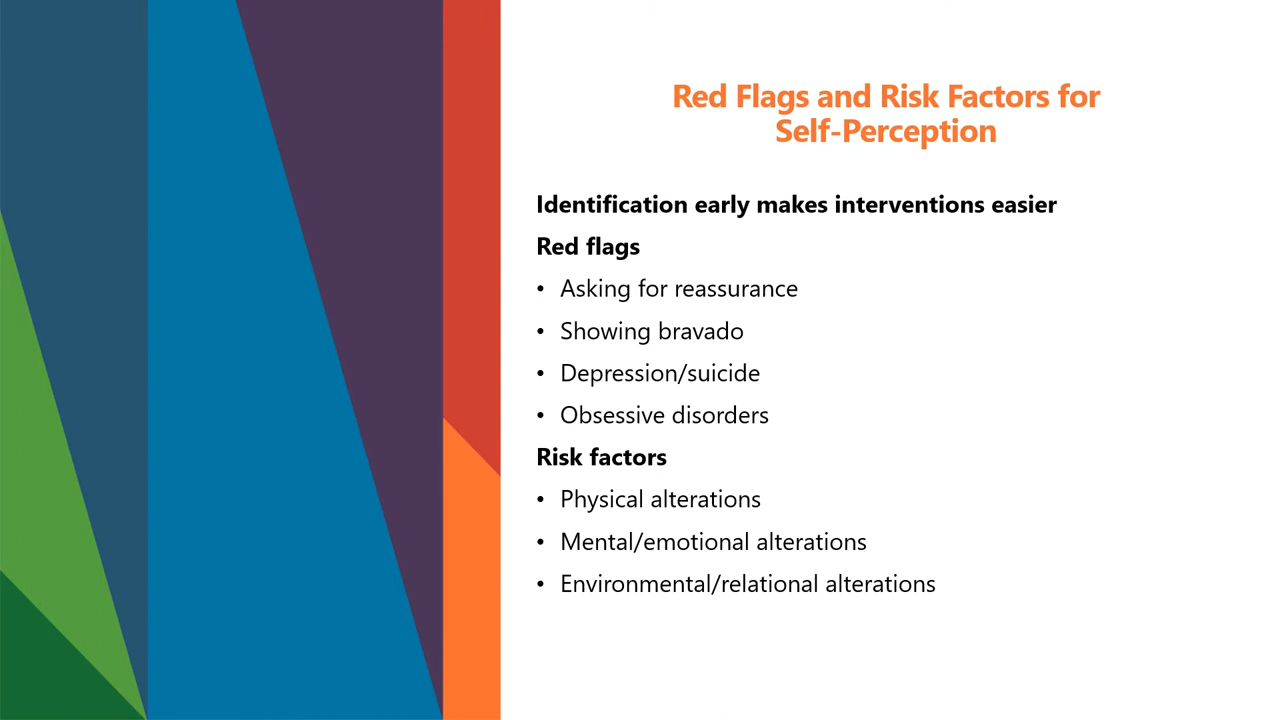 Red Flags and Risk Factors for
Self-Perception
Identification early makes interventions easier
Red flags
• Asking for reassurance
• Showing bravado
• Depression/suicide
• Obsessive disorders
Risk factors
• Physical alterations
• Mental/emotional alterations
• Environmental/relational alterations